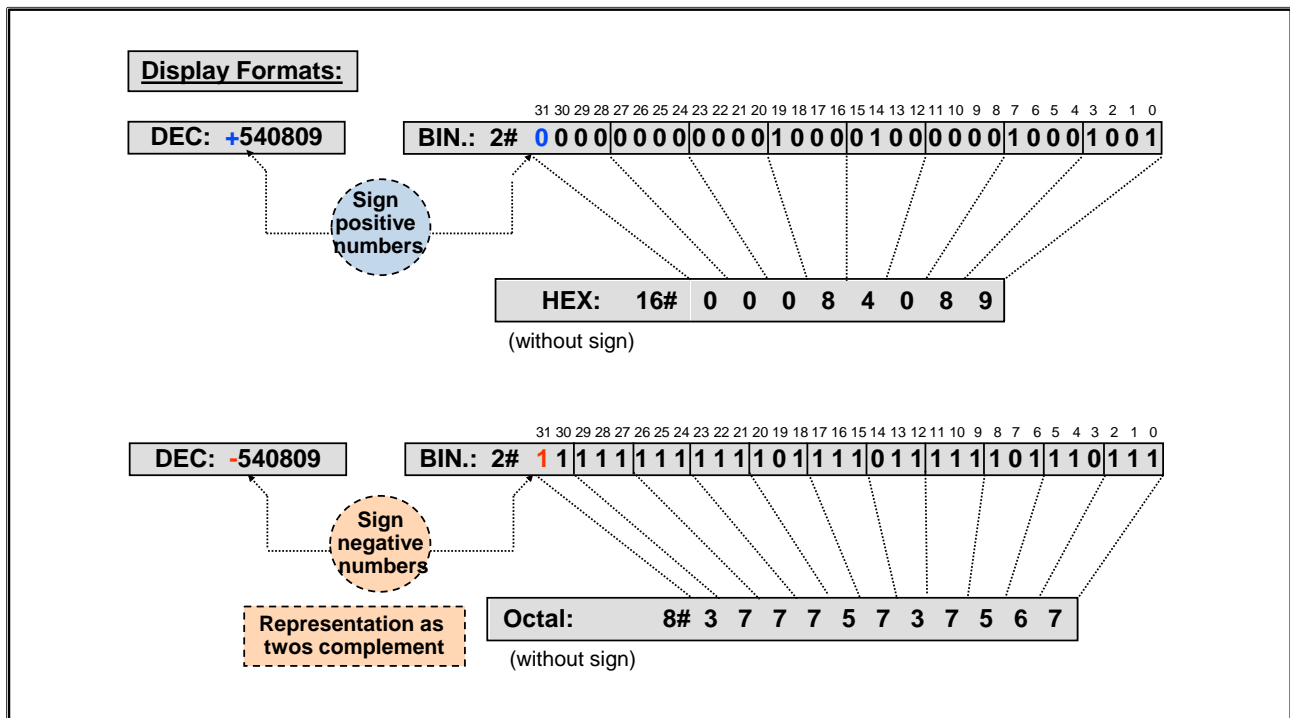 Display Formats:
31 30 29 28 27 26 25 24 23 22 21 20 19 18 17 16 15 14 13 12 11 10 9 8 7 6 5 4 3 2 1 0
DEC: +540809
BIN.: 2# 0 0 0 0 0 0 0 0 0 0 0 0 1 0 0 0 0 1 0 0 0 0 0 0 1 0 0 0 1 0 0 1
Sign
positive
numbers
HEX: 16# 0 0 0 8 4 0 8 9
(without sign)
31 30 29 28 27 26 25 24 23 22 21 20 19 18 17 16 15 14 13 12 11 10 9 8 7 6 5 4 3 2 1 0
DEC: -540809
BIN.: 2# 1 1 1 1 1 1 1 1 1 1 1 1 0 1 1 1 1 0 1 1 1 1 1 1 0 1 1 1 0 1 1 1
Sign
negative
numbers
Representation as
twos complement
Octal: 8# 3 7 7 7 5 7 3 7 5 6 7
(without sign)